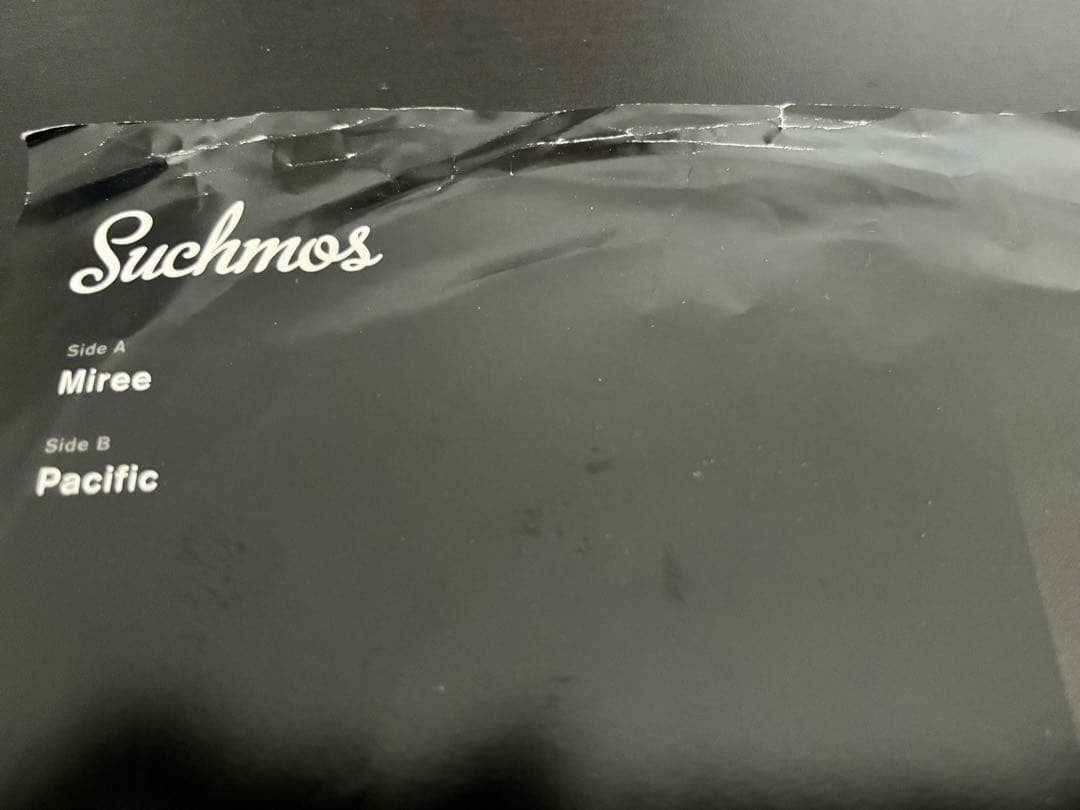 Suchmos
Side A
Miree
Side B
Pacific